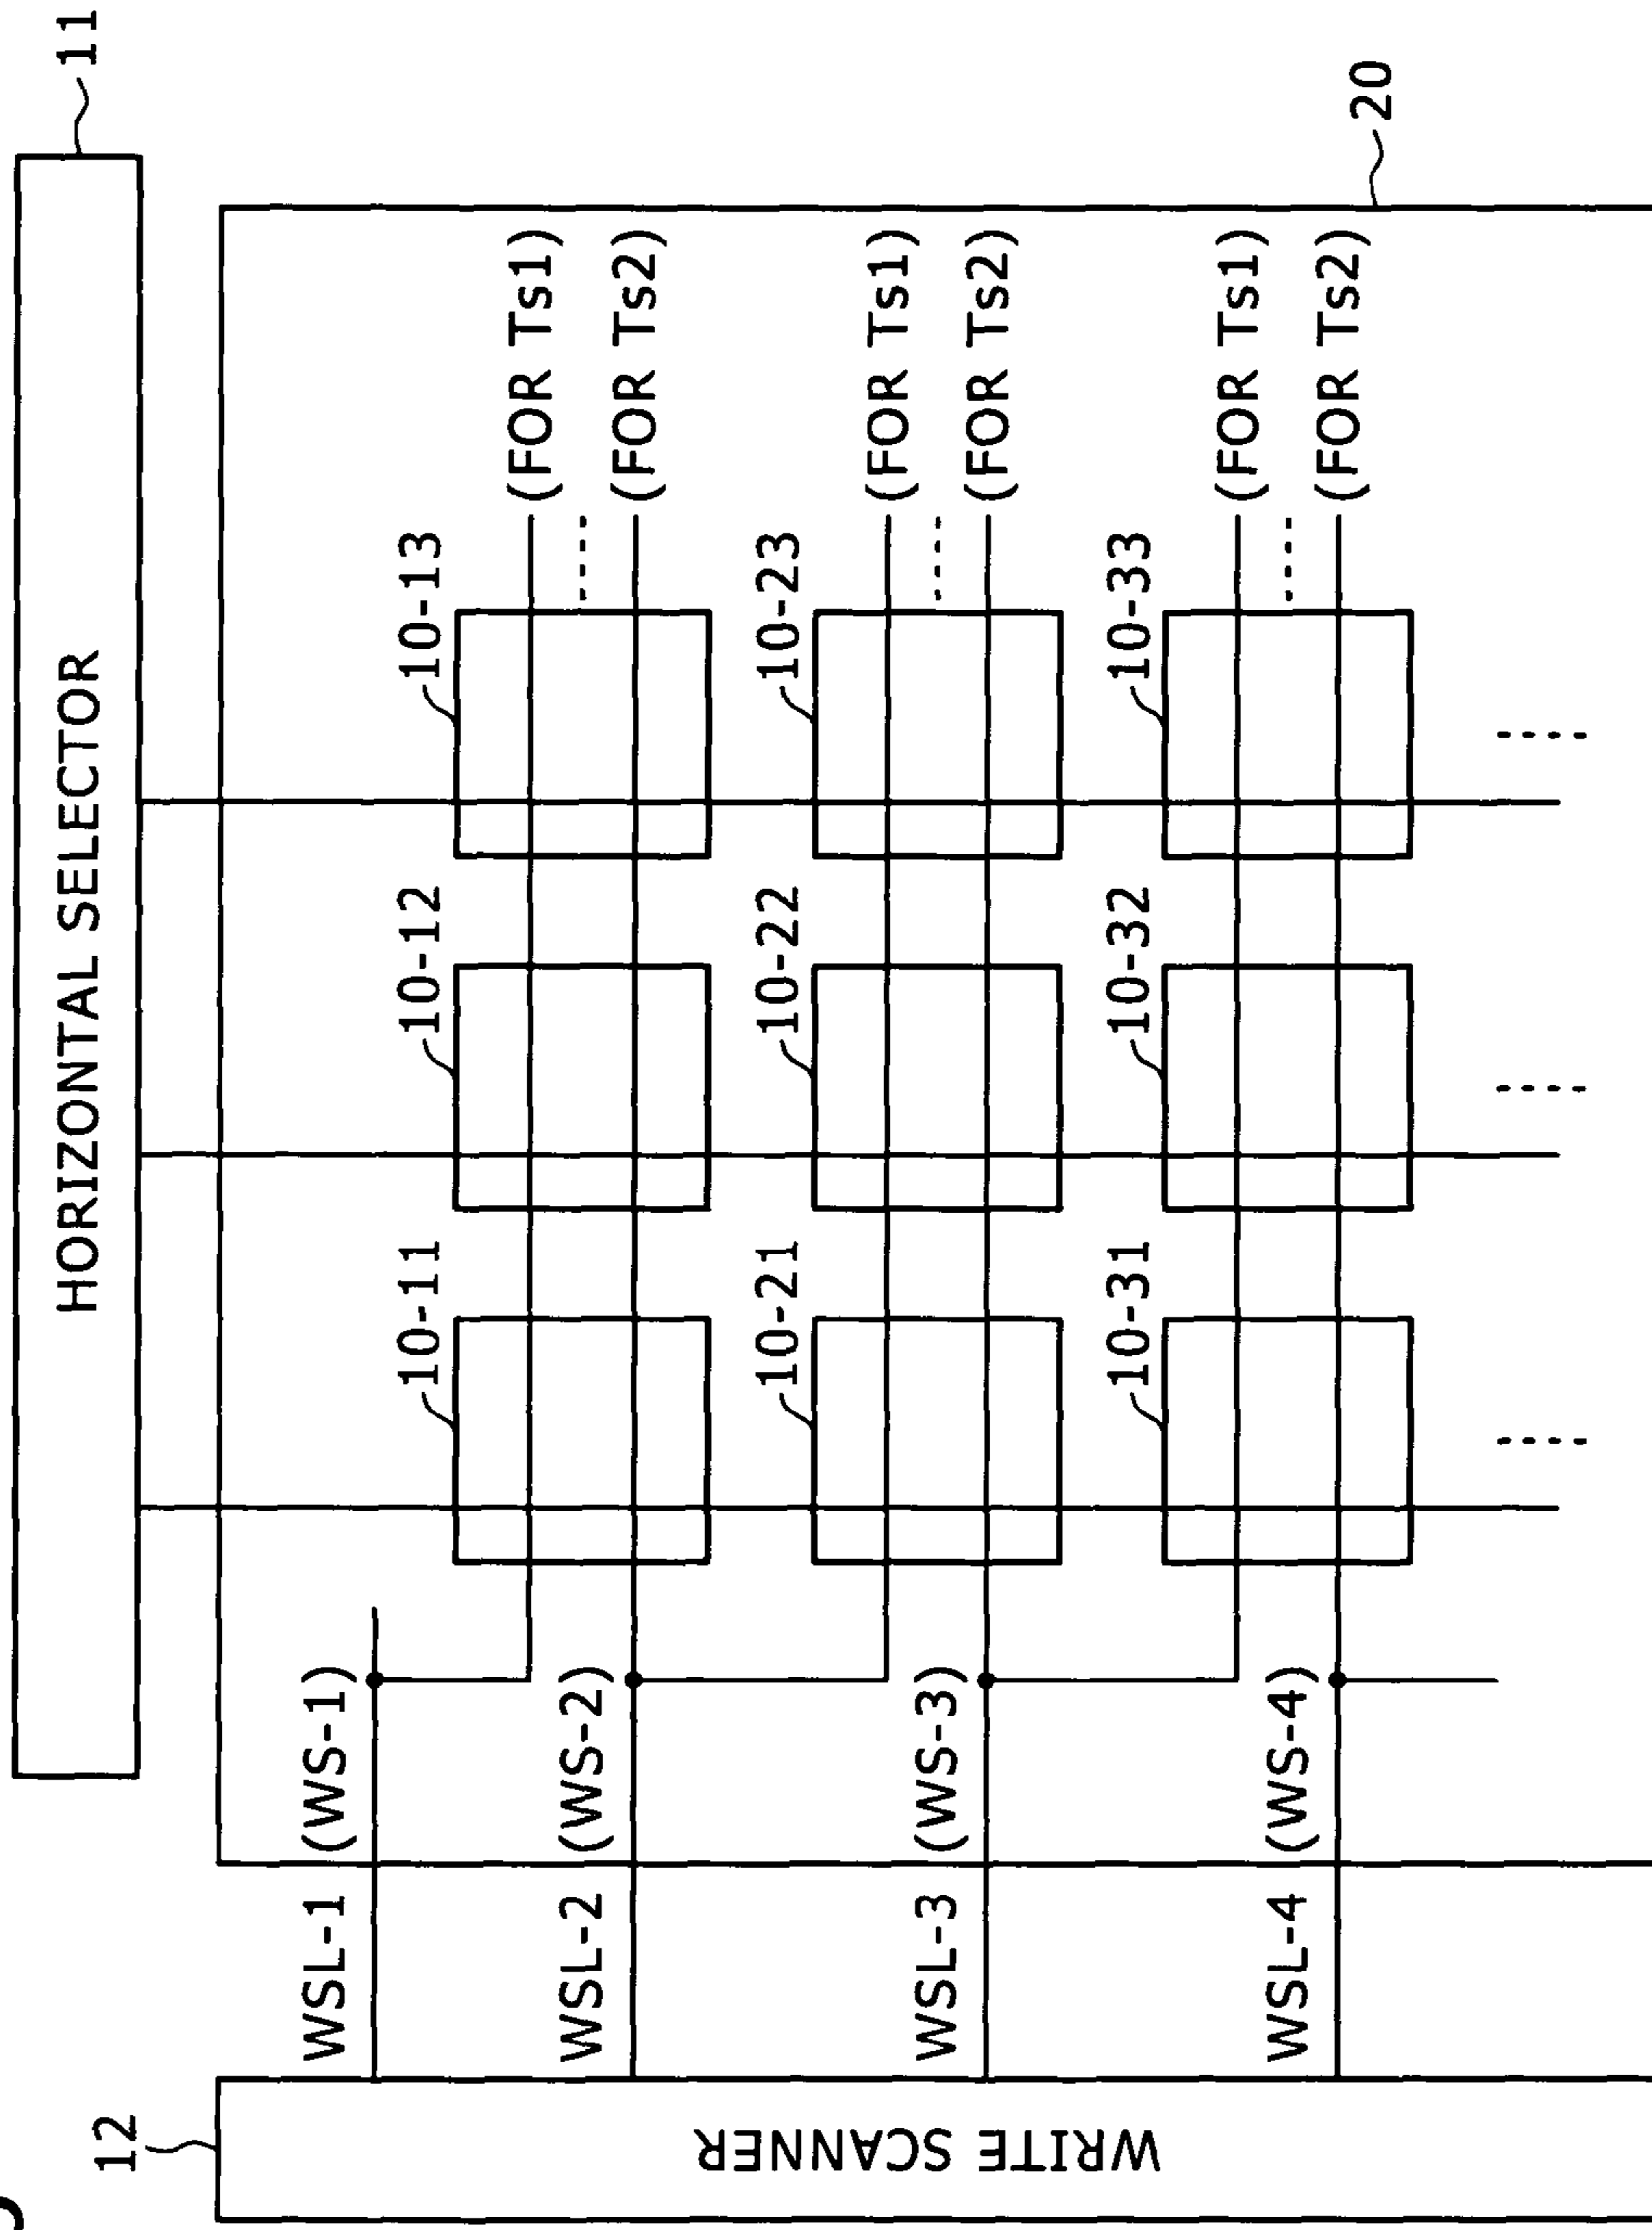 HORIZONTAL SELECTOR
11
20
12
WRITE SCANNER
WSL-1 (WS-1)
10-11
10-12
10-13
(FOR Ts1)
WSL-2 (WS-2)
(FOR Ts2)
10-21
10-22
10-23
(FOR Ts1)
WSL-3 (WS-3)
(FOR Ts2)
10-31
10-32
10-33
(FOR Ts1)
WSL-4 (WS-4)
(FOR Ts2)